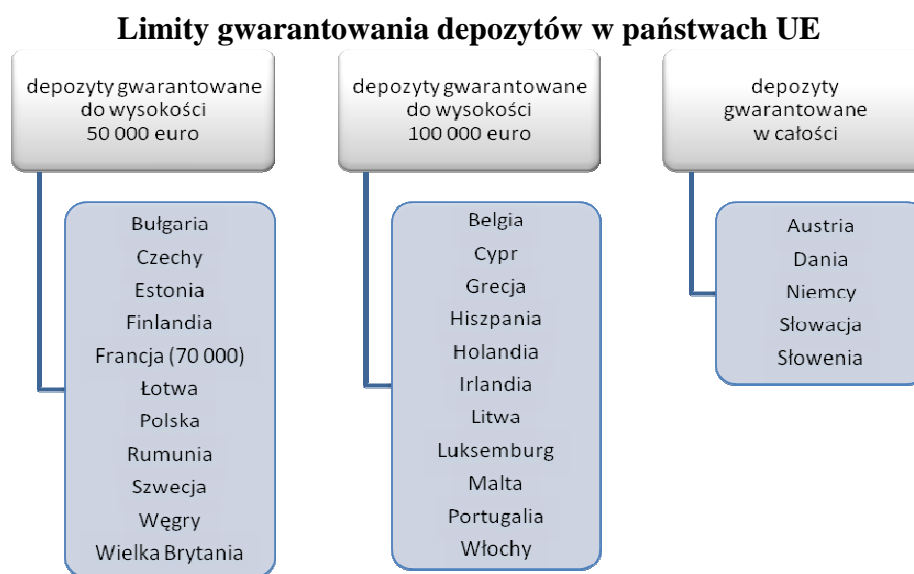 Limity gwarantowania depozytów w państwach UE
depozyty gwarantowane
do wysokości
50 000 euro
Bułgaria
Czechy
Estonia
Finlandia
Francja (70 000)
Łotwa
Polska
Rumunia
Szwecja
Węgry
Wielka Brytania
depozyty gwarantowane
do wysokości
100 000 euro
Belgia
Cypr
Grecja
Hiszpania
Holandia
Irlandia
Litwa
Luksemburg
Malta
Portugalia
Włochy
depozyty
gwarantowane
w całości
Austria
Dania
Niemcy
Słowacja
Słowenia